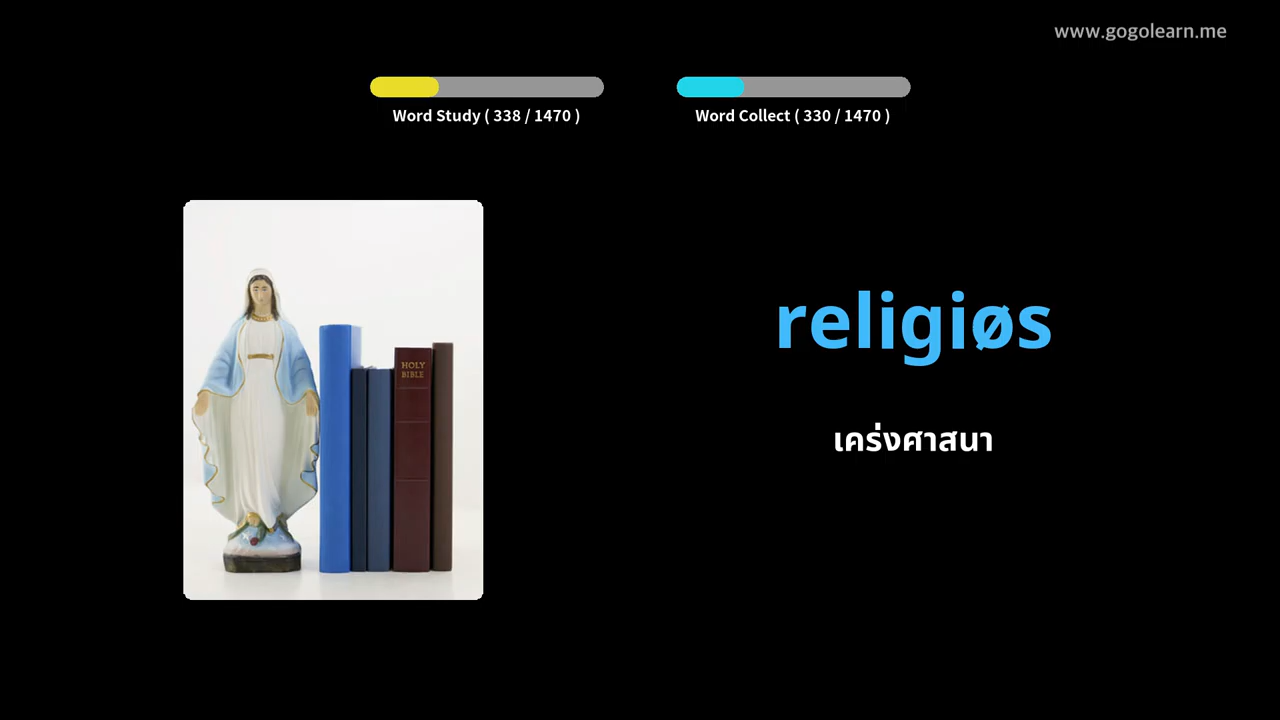 www.gogolearn.me
Word Study ( 338 / 1470 )
Word Collect ( 330 / 1470 )
HOLY
BIBLE
religiøs
เคร่งศาสนา